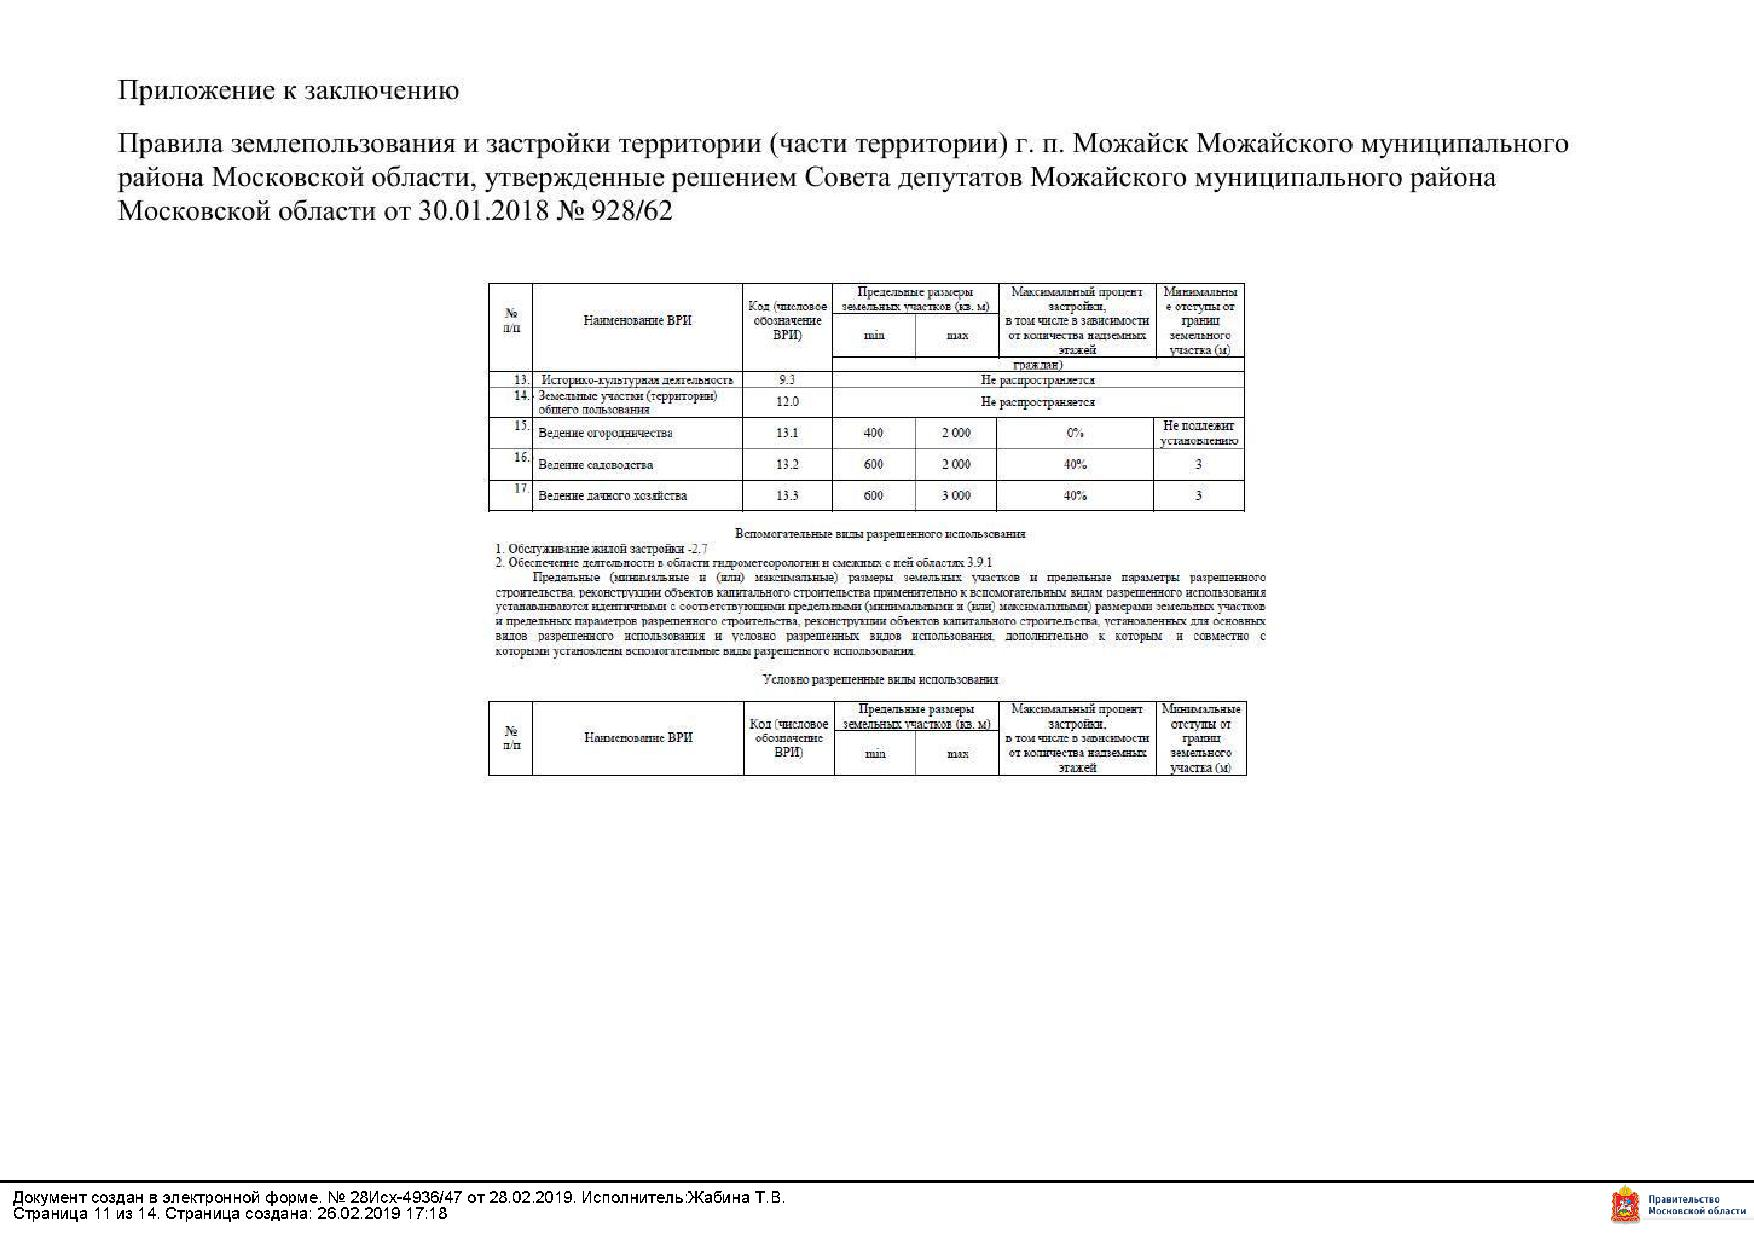 Приложение к заключению
Правила землепользования и застройки территории (части территории) г. п. Можайск Можайского муниципального
района Московской области, утвержденные решением Совета депутатов Можайского муниципального района
Московской области от 30.01.2018 № 928/62
№ п/п
Наименование ВРИ
Код (числовое обозначение ВРИ)
Предельные размеры земельных участков (кв. м)
min
max
Максимальный процент застройки, в том числе в зависимости от количества надземных этажей
Минимальные отступы от границ земельного участка (м)
граждан)
13. Историко-культурная деятельность 9.3 Не распространяется
14. Земельные участки (территории) общего пользования 12.0 Не распространяется
15. Ведение огородничества 13.1 400 2 000 0% Не подлежит установлению
16. Ведение садоводства 13.2 600 2 000 40% 3
17. Ведение дачного хозяйства 13.3 600 3 000 40% 3
Вспомогательные виды разрешенного использования
1. Обслуживание жилой застройки -2.7
2. Обеспечение деятельности в области гидрометеорологии и смежных с ней областях 3.9.1
Предельные (минимальные и (или) максимальные) размеры земельных участков и предельные параметры разрешенного
строительства, реконструкции объектов капитального строительства применительно к вспомогательным видам разрешенного использования
устанавливаются идентичными с соответствующими предельными (минимальными и (или) максимальными) размерами земельных участков
и предельных параметров разрешенного строительства, реконструкции объектов капитального строительства, установленных для основных
видов разрешенного использования и условно разрешенных видов использования, дополнительно к которым и совместно с
которыми установлены вспомогательные виды разрешенного использования.
Условно разрешенные виды использования
№ п/п
Наименование ВРИ
Код (числовое обозначение ВРИ)
Предельные размеры земельных участков (кв. м)
min
max
Максимальный процент застройки, в том числе в зависимости от количества надземных этажей
Минимальные отступы от границ земельного участка (м)
Документ создан в электронной форме. № 28Исх-4936/47 от 28.02.2019. Исполнитель:Жабина Т.В.
Страница 11 из 14. Страница создана: 26.02.2019 17:18
Правительство
Московской области